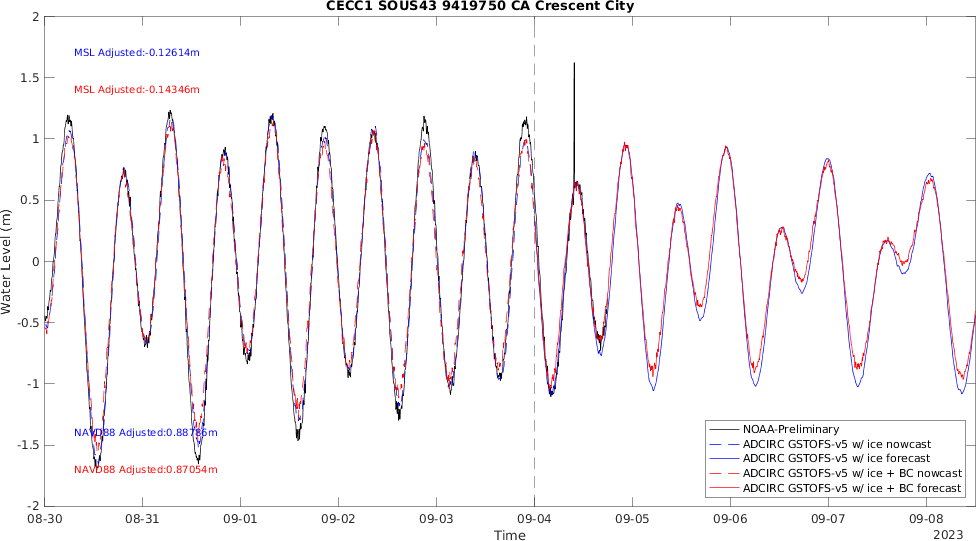 CECC1 SOUS43 9419750 CA Crescent City
2
1.5
1
0.5
0
-0.5
-1
-1.5
-2
Water Level (m)
MSL Adjusted:-0.12614m
MSL Adjusted:-0.14346m
NAVD88 Adjusted:0.88786m
NAVD88 Adjusted:0.87054m
NOAA-Preliminary
ADCIRC GSTOFS-v5 w/ ice nowcast
ADCIRC GSTOFS-v5 w/ ice forecast
ADCIRC GSTOFS-v5 w/ ice + BC nowcast
ADCIRC GSTOFS-v5 w/ ice + BC forecast
08-30 08-31 09-01 09-02 09-03 09-04 09-05 09-06 09-07 09-08
Time
2023